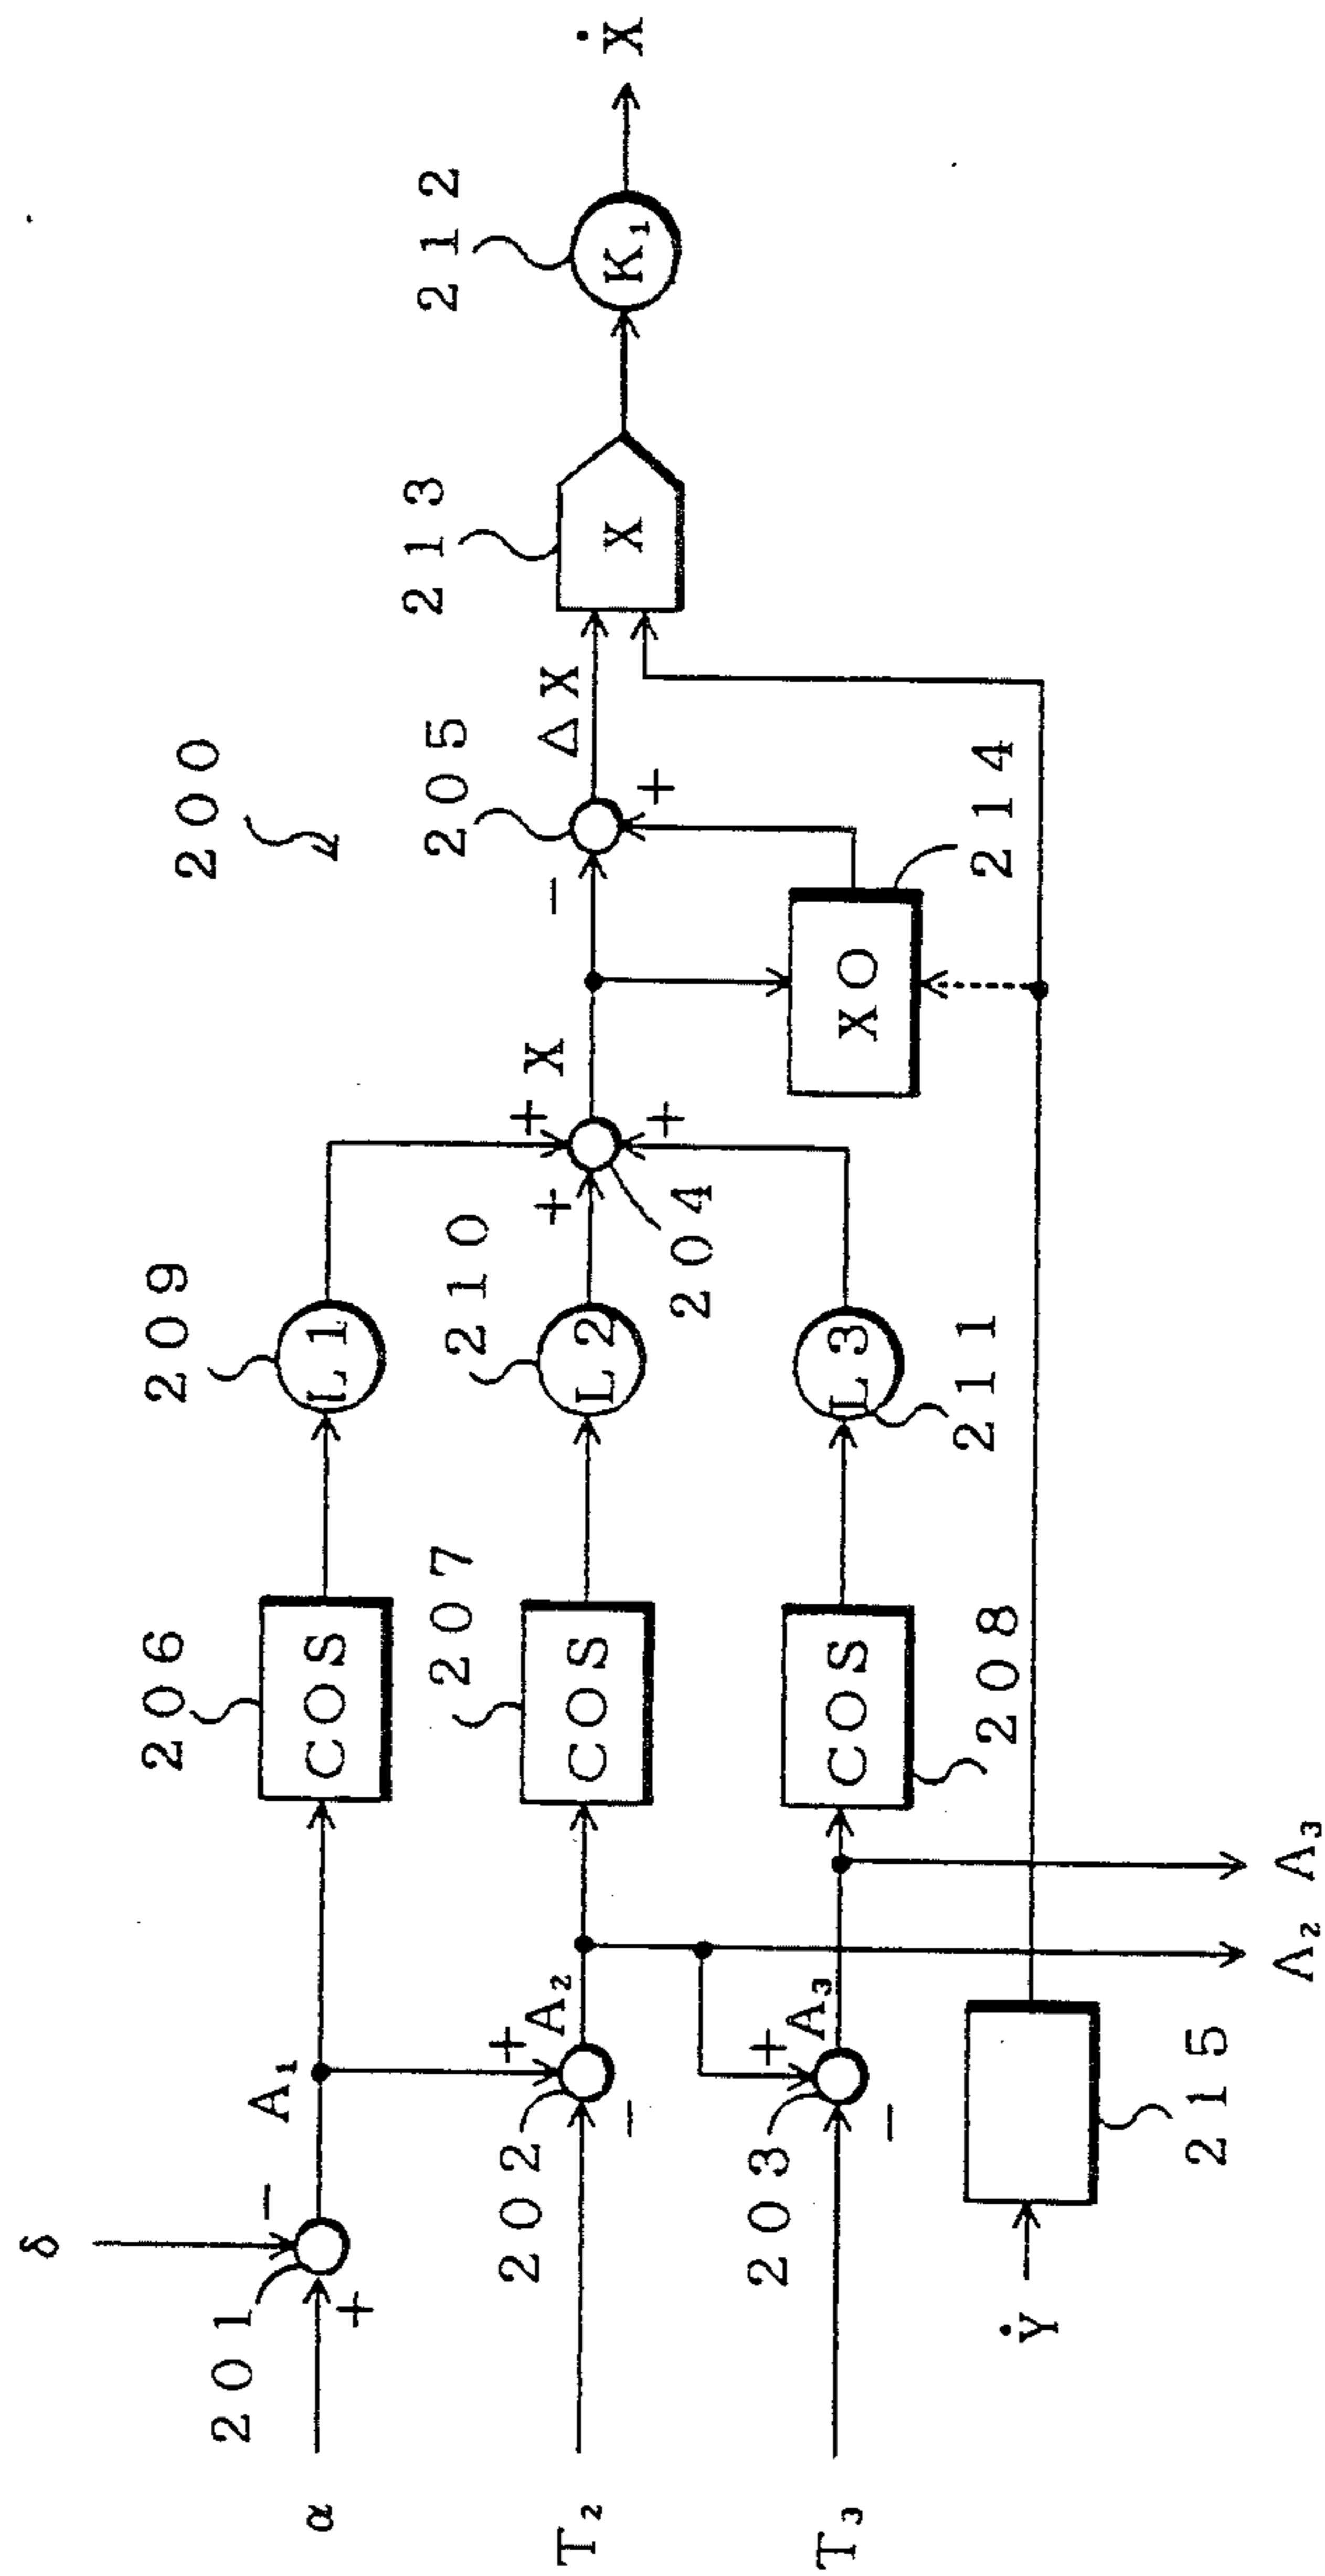 200
δ
201
−
+
α
A₁
206
COS
209
L1
+
T₂
202
+
−
A₂
207
COS
210
L2
+
204
X
−
205
ΔX
213
X
212
K₁
Ẋ
T₃
203
+
−
A₃
208
COS
211
L3
+
XO
214
+
Ẏ
215
A₂
A₃